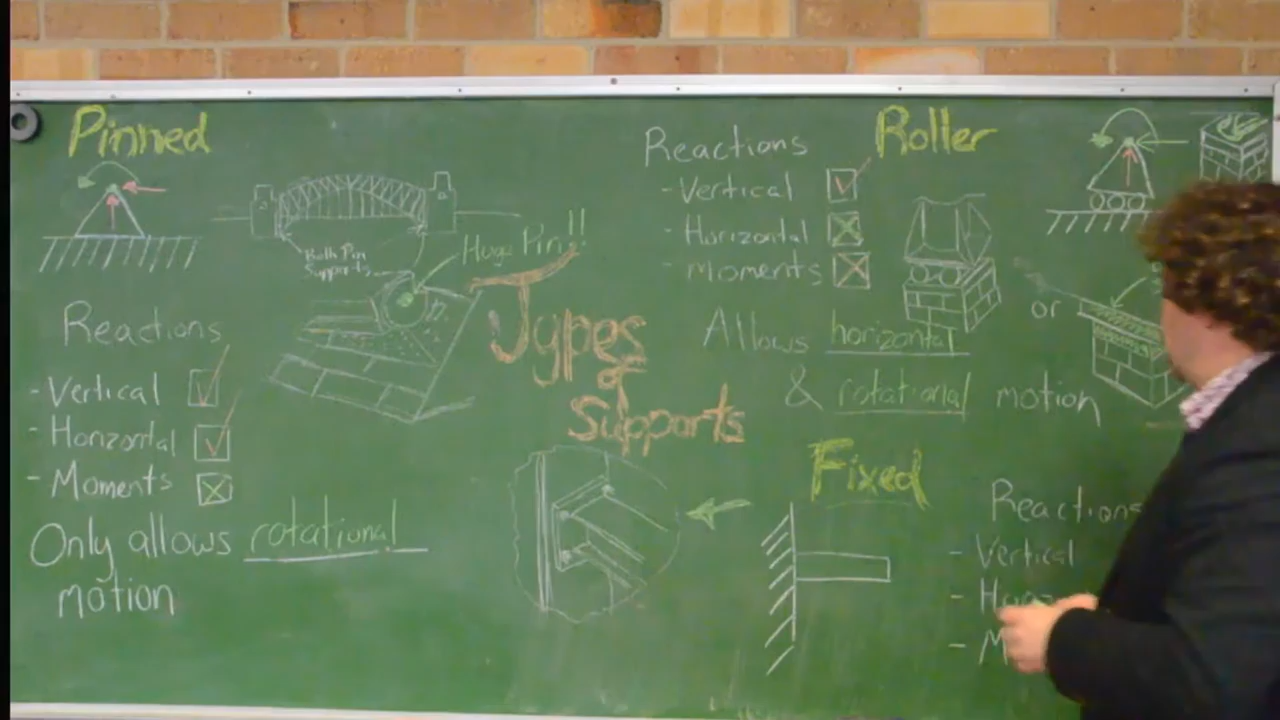 Pinned
Both Pin
Supports
Huge Pin!!
Reactions
- Vertical
- Horizontal
- Moments
Only allows rotational
motion
Types
of
Supports
Roller
Reactions
- Vertical
- Horizontal
- Moments
Allows horizontal
& rotational motion
or
Fixed
Reactions
- Vertical